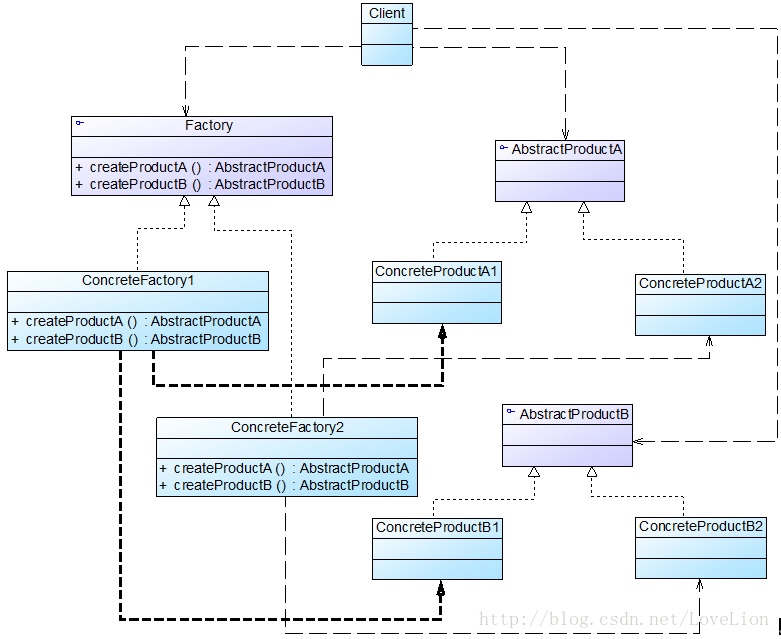 Client
Factory
+ createProductA () : AbstractProductA
+ createProductB () : AbstractProductB
AbstractProductA
ConcreteFactory1
+ createProductA () : AbstractProductA
+ createProductB () : AbstractProductB
ConcreteProductA1
ConcreteProductA2
ConcreteFactory2
+ createProductA () : AbstractProductA
+ createProductB () : AbstractProductB
AbstractProductB
ConcreteProductB1
ConcreteProductB2
http://blog.csdn.net/LoveLion